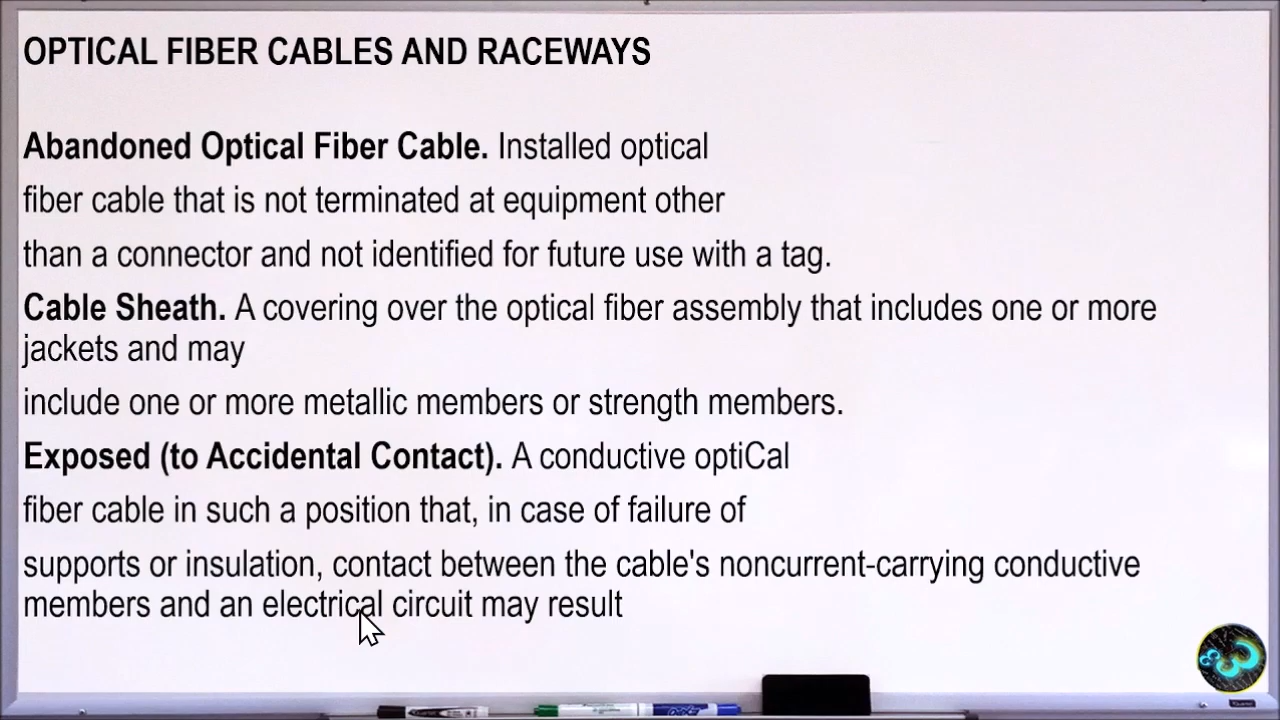 OPTICAL FIBER CABLES AND RACEWAYS
Abandoned Optical Fiber Cable. Installed optical
fiber cable that is not terminated at equipment other
than a connector and not identified for future use with a tag.
Cable Sheath. A covering over the optical fiber assembly that includes one or more
jackets and may
include one or more metallic members or strength members.
Exposed (to Accidental Contact). A conductive optiCal
fiber cable in such a position that, in case of failure of
supports or insulation, contact between the cable's noncurrent-carrying conductive
members and an electrical circuit may result